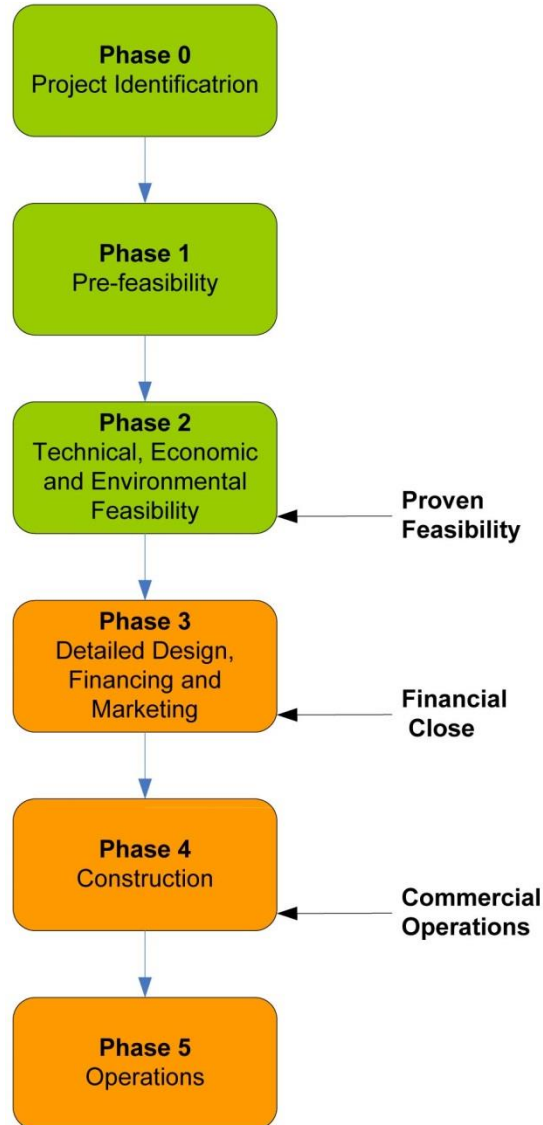 Phase 0
Project Identificatrion
Phase 1
Pre-feasibility
Phase 2
Technical, Economic
and Environmental
Feasibility
Proven
Feasibility
Phase 3
Detailed Design,
Financing and
Marketing
Financial
Close
Phase 4
Construction
Commercial
Operations
Phase 5
Operations